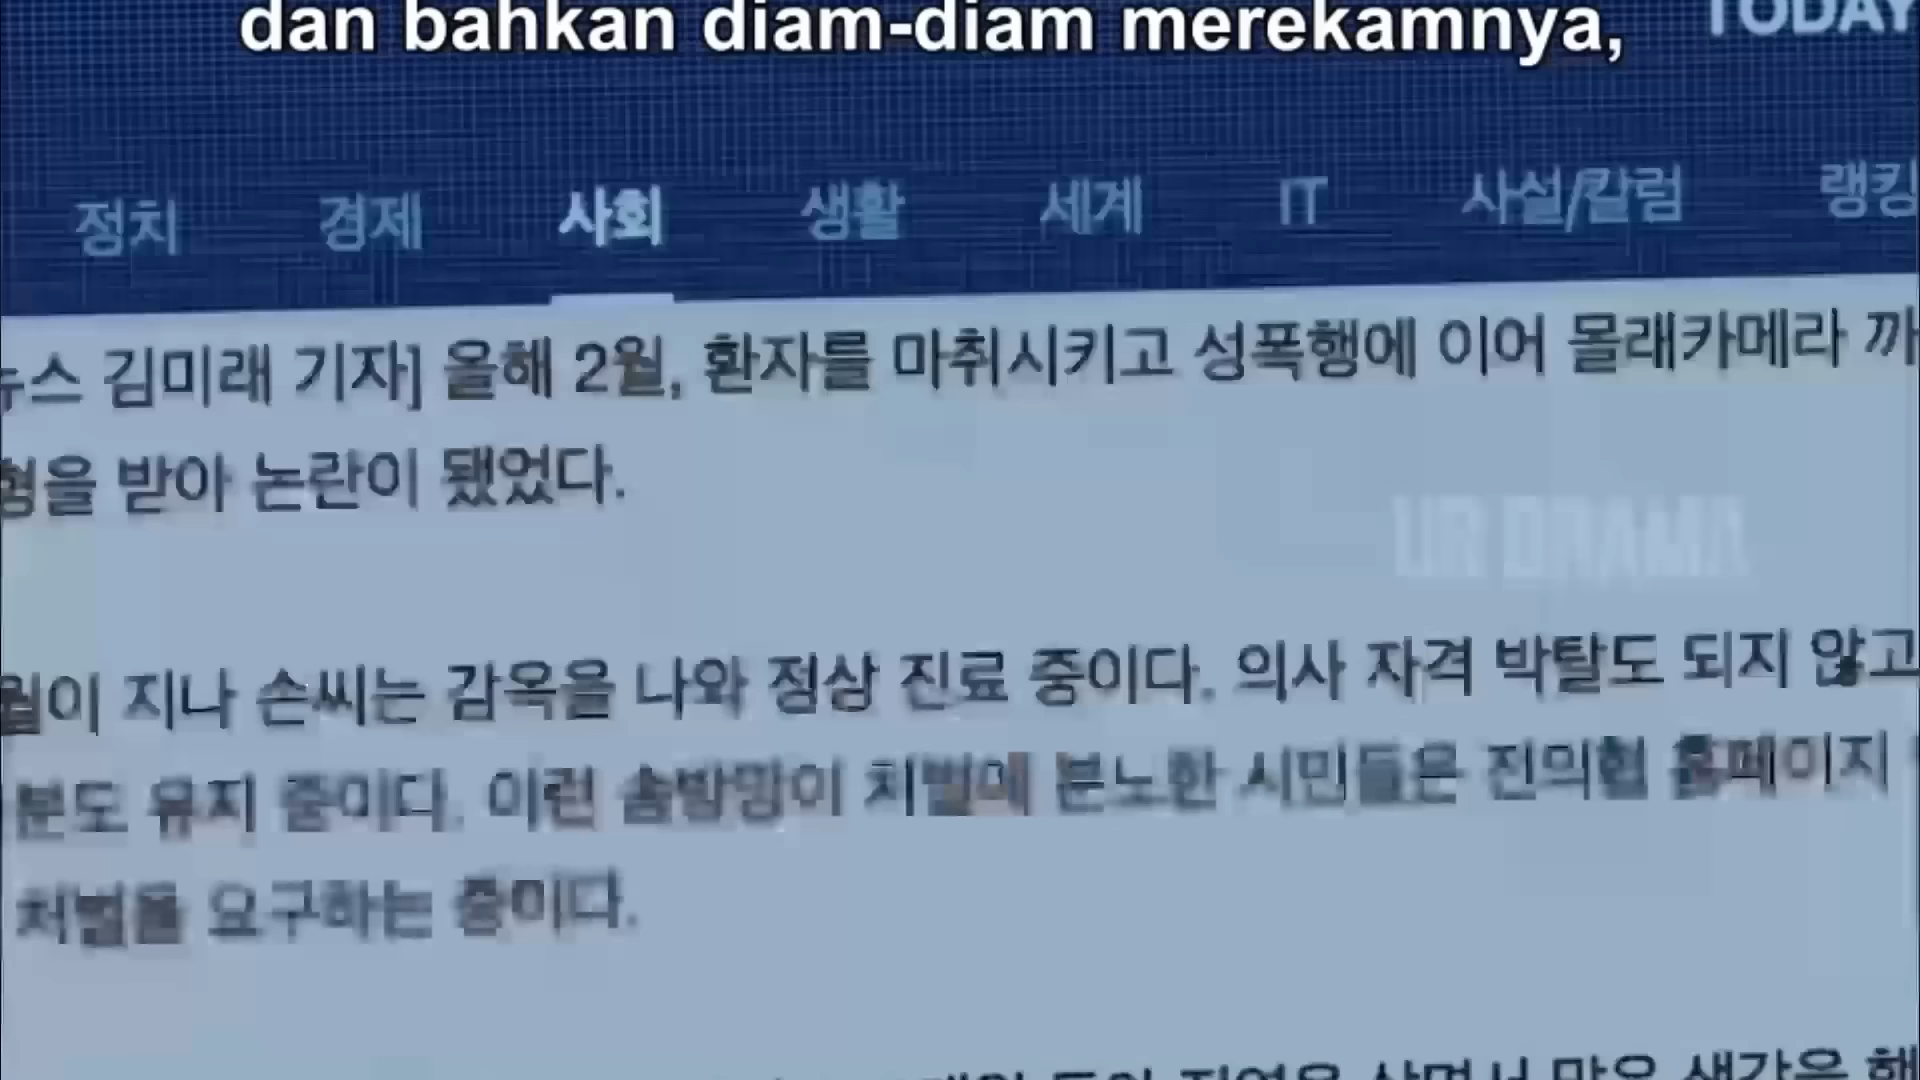 dan bahkan diam-diam merekamnya,
TODAY
정치 경제 사회 생활 세계 IT 사설/칼럼 랭킹
뉴스 김미래 기자] 올해 2월, 환자를 마취시키고 성폭행에 이어 몰래카메라 까
형을 받아 논란이 됐었다.
UR DRAMA
월이 지나 손씨는 감옥을 나와 정상 진료 중이다. 의사 자격 박탈도 되지 않고
분도 유지 중이다. 이런 솜방망이 처벌에 분노한 시민들은 진의협 홈페이지
처벌을 요구하는 중이다.
많은 생각을